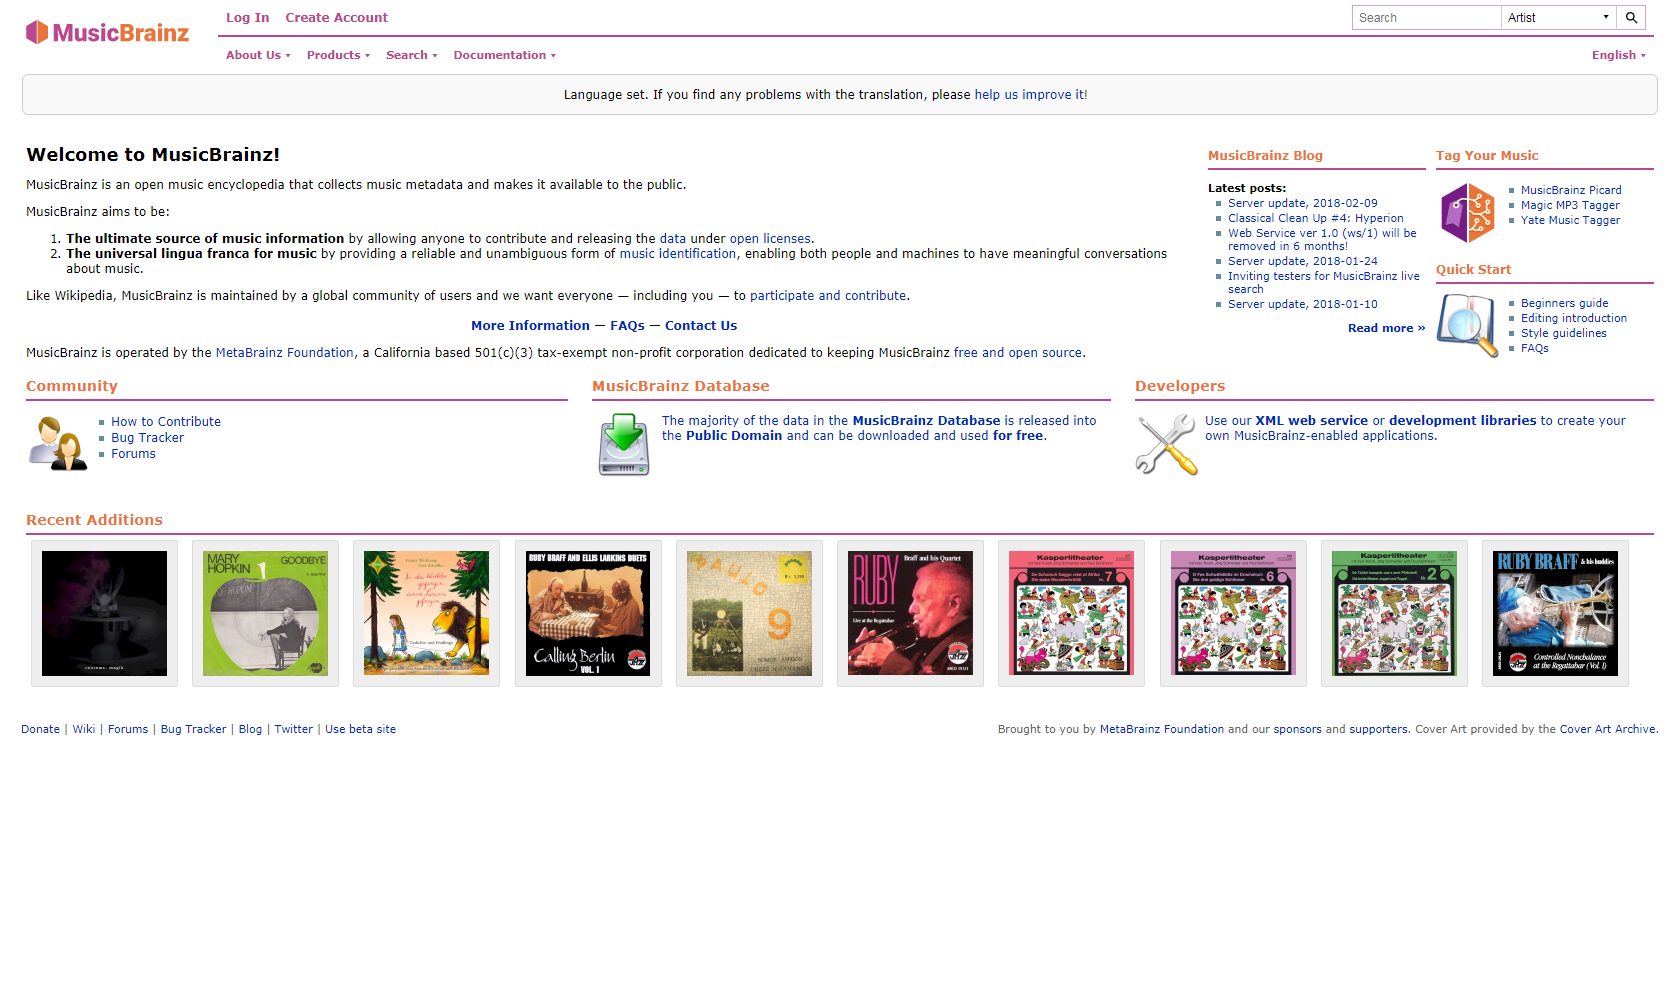 MusicBrainz
Log In Create Account
Search Artist
About Us Products Search Documentation
English
Language set. If you find any problems with the translation, please help us improve it!
Welcome to MusicBrainz!
MusicBrainz is an open music encyclopedia that collects music metadata and makes it available to the public.
MusicBrainz aims to be:
1. The ultimate source of music information by allowing anyone to contribute and releasing the data under open licenses.
2. The universal lingua franca for music by providing a reliable and unambiguous form of music identification, enabling both people and machines to have meaningful conversations
about music.
Like Wikipedia, MusicBrainz is maintained by a global community of users and we want everyone — including you — to participate and contribute.
More Information — FAQs — Contact Us
MusicBrainz is operated by the MetaBrainz Foundation, a California based 501(c)(3) tax-exempt non-profit corporation dedicated to keeping MusicBrainz free and open source.
MusicBrainz Blog
Latest posts:
Server update, 2018-02-09
Classical Clean Up #4: Hyperion
Web Service ver 1.0 (ws/1) will be
removed in 6 months!
Server update, 2018-01-24
Inviting testers for MusicBrainz live
search
Server update, 2018-01-10
Read more »
Tag Your Music
MusicBrainz Picard
Magic MP3 Tagger
Yate Music Tagger
Quick Start
Beginners guide
Editing introduction
Style guidelines
FAQs
Community
How to Contribute
Bug Tracker
Forums
MusicBrainz Database
The majority of the data in the MusicBrainz Database is released into
the Public Domain and can be downloaded and used for free.
Developers
Use our XML web service or development libraries to create your
own MusicBrainz-enabled applications.
Recent Additions
MARY
HOPKIN
GOODBYE
RUBY BRAFF AND ELLIS LARKINS DUETS
Calling Berlin
VOL. 1
PAULO
9
SOMOS AMIGOS
RUBY
Braff and his Quartet
Live at the Regattabar
Kasperlitheater
Nr. 7
Kasperlitheater
Nr. 6
Kasperlitheater
Nr. 2
RUBY BRAFF
& his buddies
Controlled Nonchalance
at the Regattabar (Vol. 1)
Donate | Wiki | Forums | Bug Tracker | Blog | Twitter | Use beta site
Brought to you by MetaBrainz Foundation and our sponsors and supporters. Cover Art provided by the Cover Art Archive.